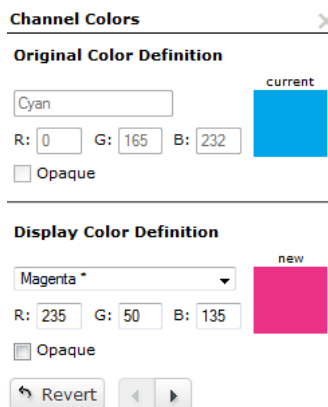 Channel Colors
Original Color Definition
current
Cyan
R: 0 G: 165 B: 232
Opaque
Display Color Definition
new
Magenta *
R: 235 G: 50 B: 135
Opaque
Revert